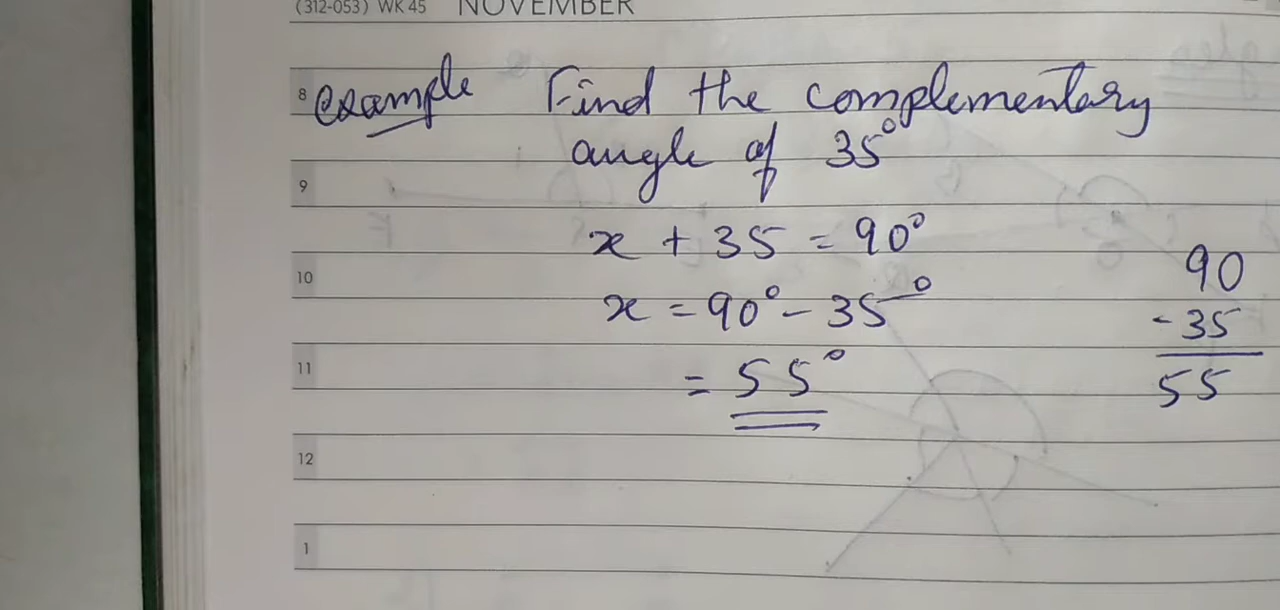 (312-053) WK 45 NOVEMBER
8 example Find the complementary
angle of 35°
9
x + 35 = 90°
10
x = 90° - 35°
= 55°
90
- 35
55
11
12
1